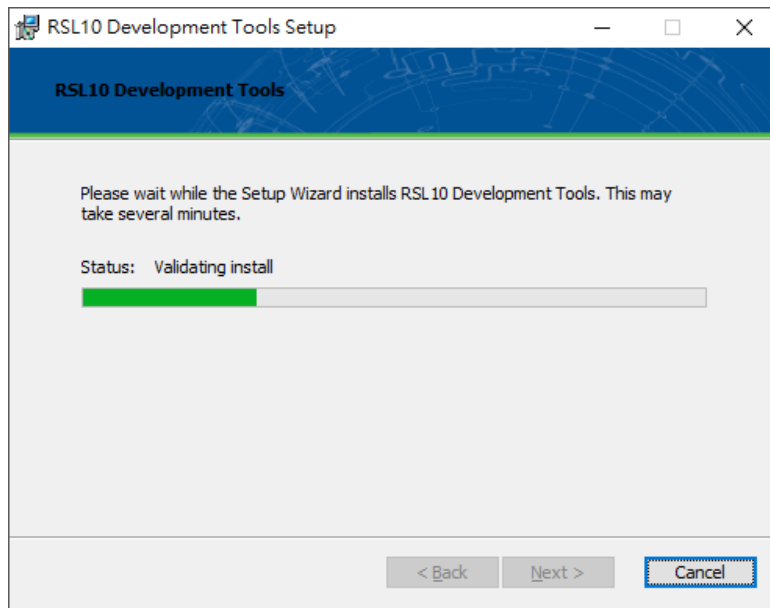 RSL10 Development Tools Setup
RSL10 Development Tools
Please wait while the Setup Wizard installs RSL10 Development Tools. This may
take several minutes.
Status: Validating install
< Back Next > Cancel